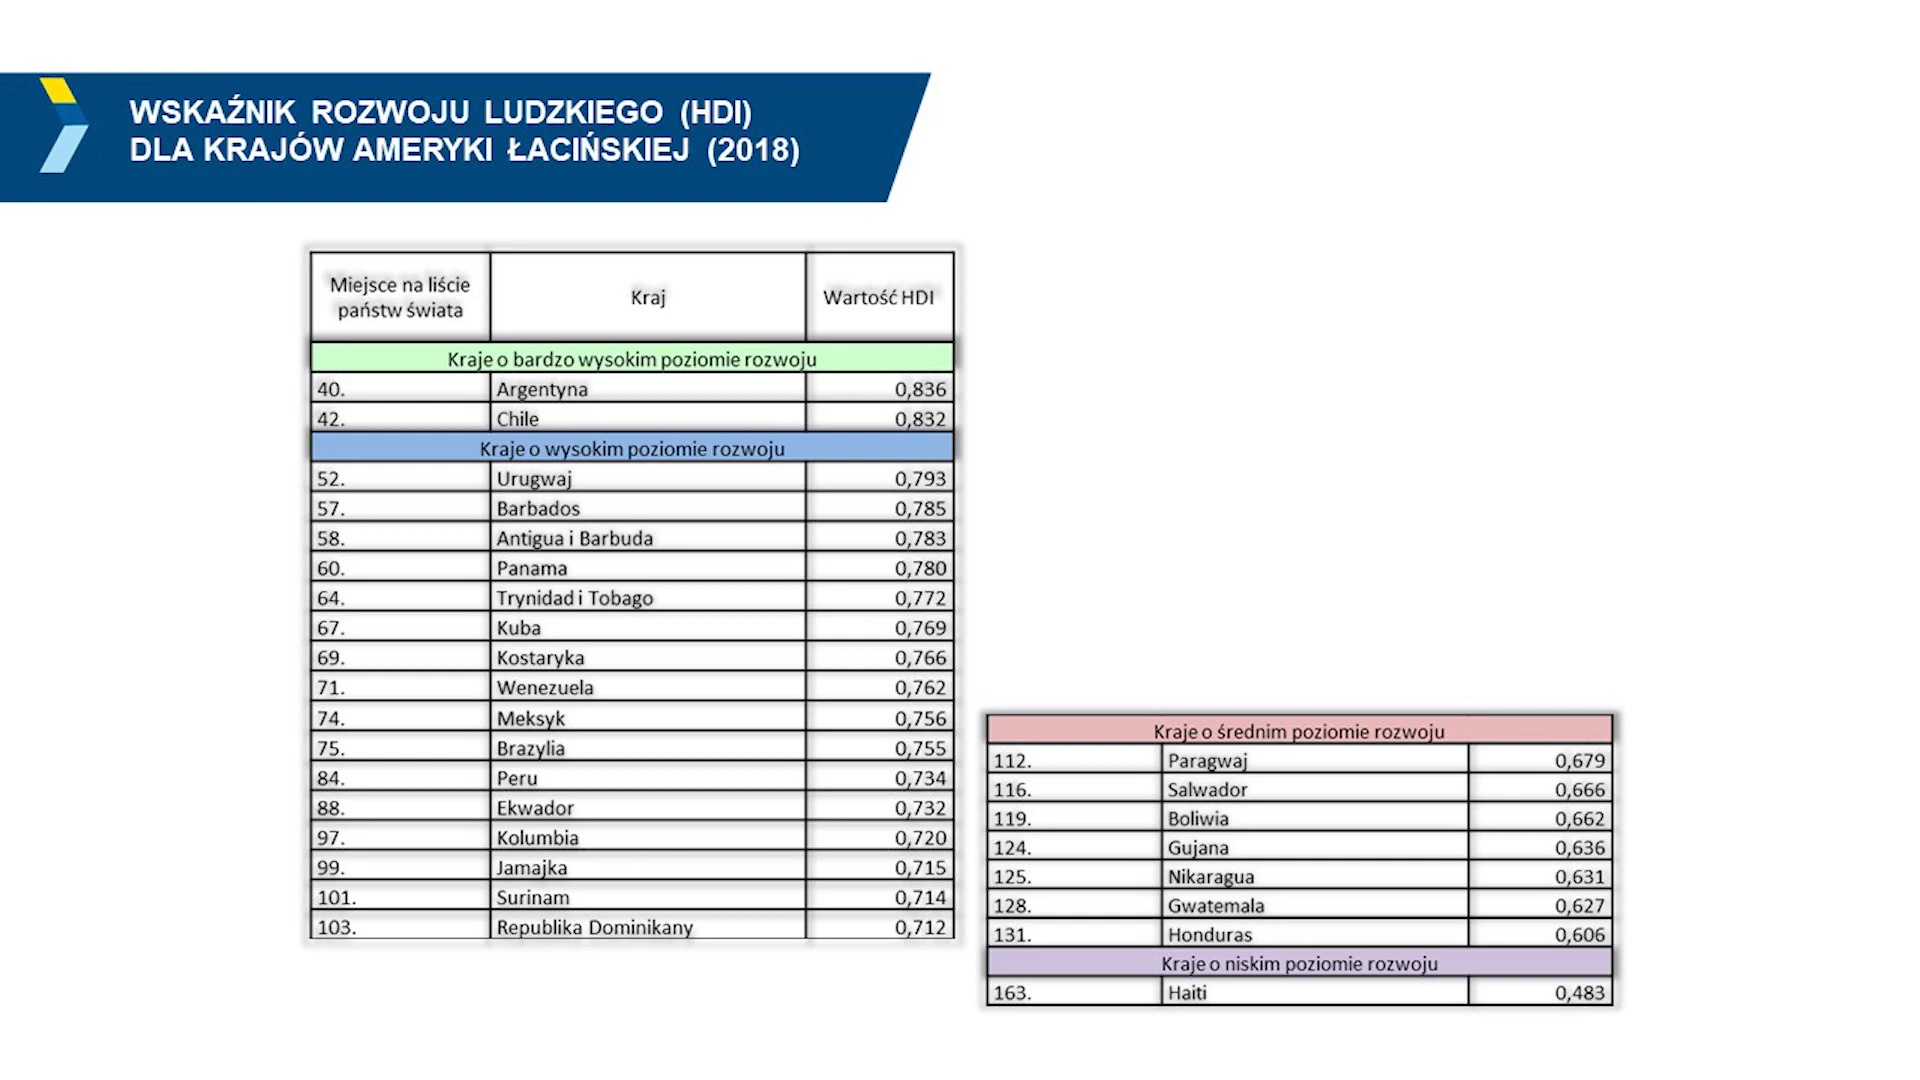 WSKAŹNIK ROZWOJU LUDZKIEGO (HDI)
DLA KRAJÓW AMERYKI ŁACIŃSKIEJ (2018)
Miejsce na liście państw świata Kraj Wartość HDI
Kraje o bardzo wysokim poziomie rozwoju
40. Argentyna 0,836
42. Chile 0,832
Kraje o wysokim poziomie rozwoju
52. Urugwaj 0,793
57. Barbados 0,785
58. Antigua i Barbuda 0,783
60. Panama 0,780
64. Trynidad i Tobago 0,772
67. Kuba 0,769
69. Kostaryka 0,766
71. Wenezuela 0,762
74. Meksyk 0,756
75. Brazylia 0,755
84. Peru 0,734
88. Ekwador 0,732
97. Kolumbia 0,720
99. Jamajka 0,715
101. Surinam 0,714
103. Republika Dominikany 0,712
Kraje o średnim poziomie rozwoju
112. Paragwaj 0,679
116. Salwador 0,666
119. Boliwia 0,662
124. Gujana 0,636
125. Nikaragua 0,631
128. Gwatemala 0,627
131. Honduras 0,606
Kraje o niskim poziomie rozwoju
163. Haiti 0,483